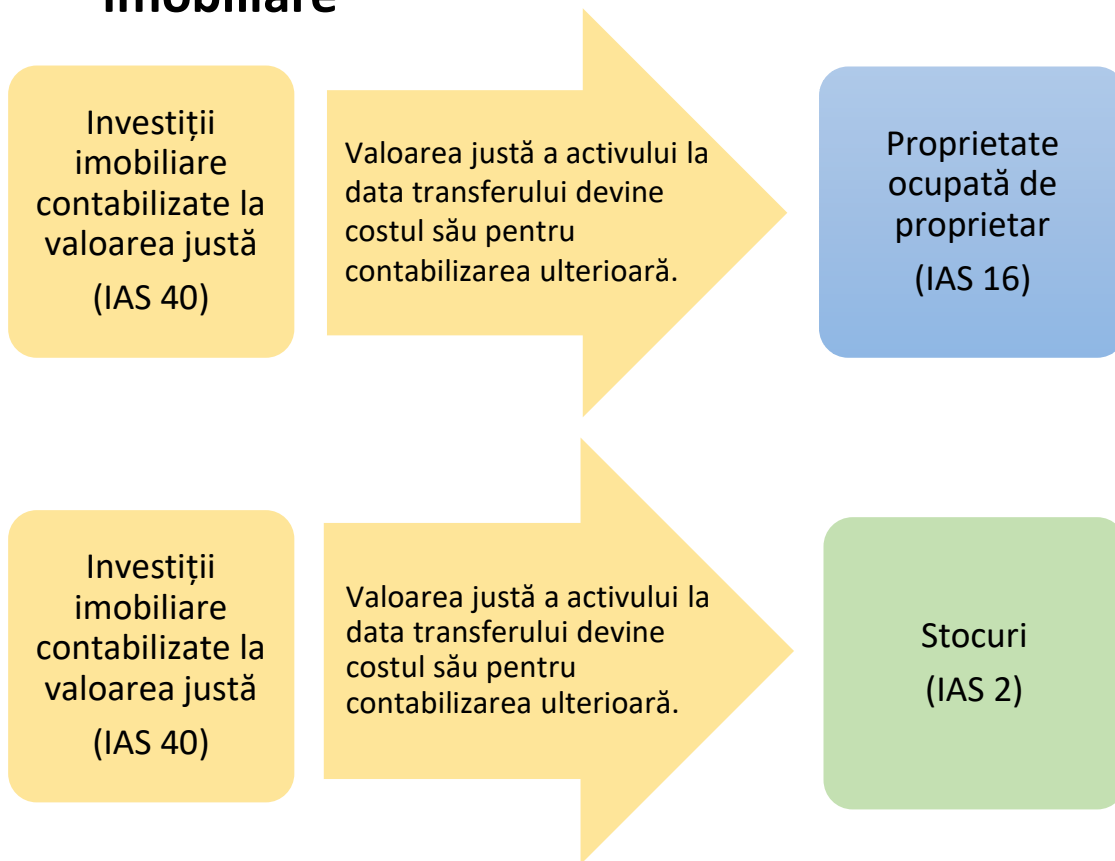 imobiliare
Investiții
imobiliare
contabilizate la
valoarea justă
(IAS 40)
Valoarea justă a activului la
data transferului devine
costul său pentru
contabilizarea ulterioară.
Proprietate
ocupată de
proprietar
(IAS 16)
Investiții
imobiliare
contabilizate la
valoarea justă
(IAS 40)
Valoarea justă a activului la
data transferului devine
costul său pentru
contabilizarea ulterioară.
Stocuri
(IAS 2)